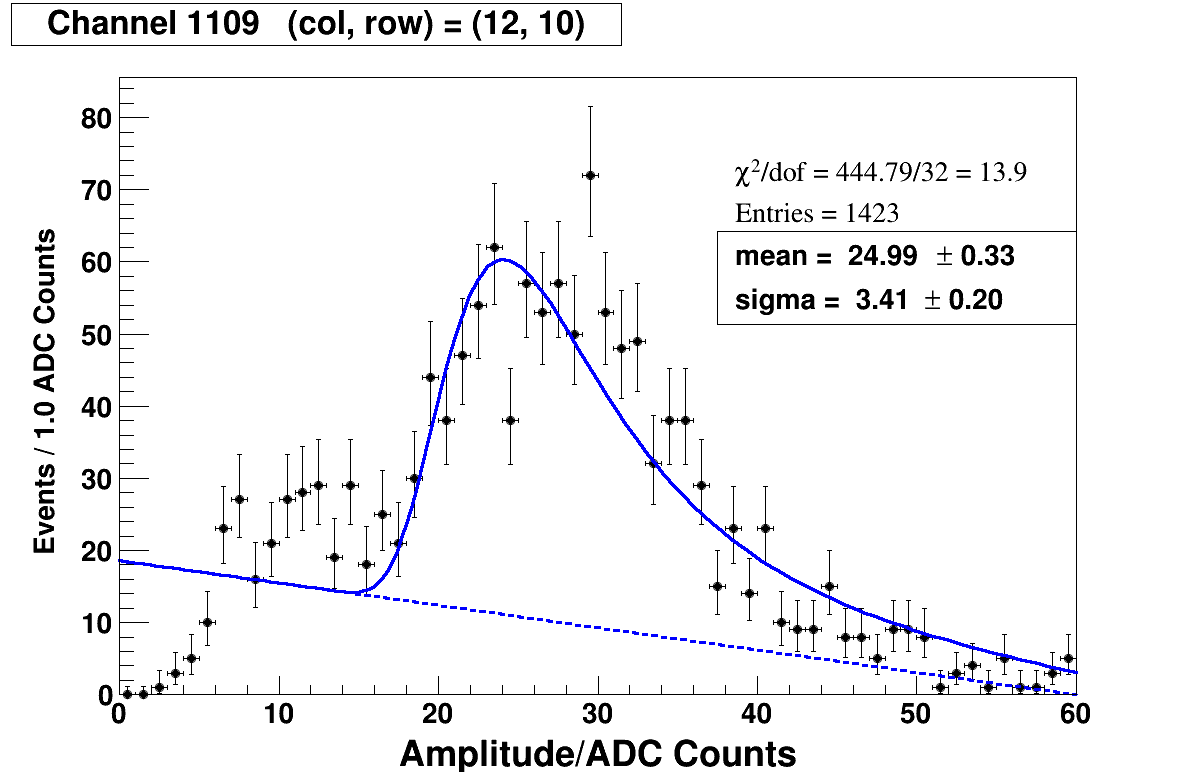 Channel 1109 (col, row) = (12, 10)
80
70
60
50
40
30
20
10
0
Events / 1.0 ADC Counts
χ²/dof = 444.79/32 = 13.9
Entries = 1423
mean = 24.99 ± 0.33
sigma = 3.41 ± 0.20
0 10 20 30 40 50 60
Amplitude/ADC Counts